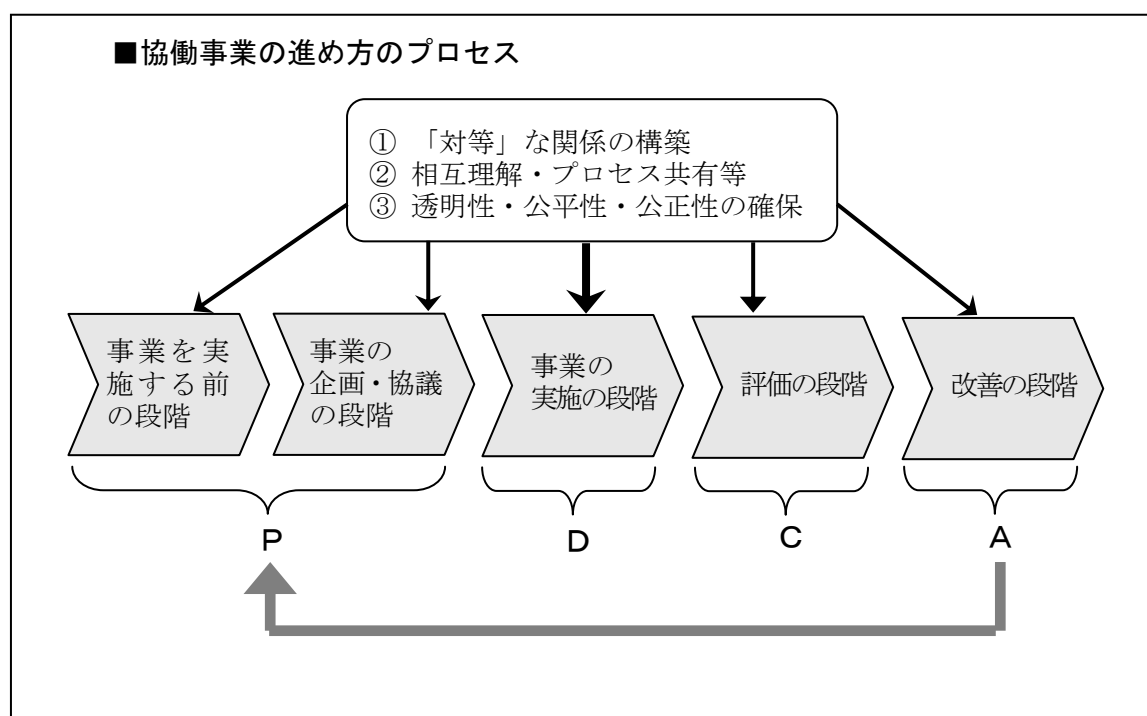 ■協働事業の進め方のプロセス
① 「対等」な関係の構築
② 相互理解・プロセス共有等
③ 透明性・公平性・公正性の確保
事業を実
施する前
の段階
事業の
企画・協議
の段階
事業の
実施の段階
評価の段階
改善の段階
P
D
C
A